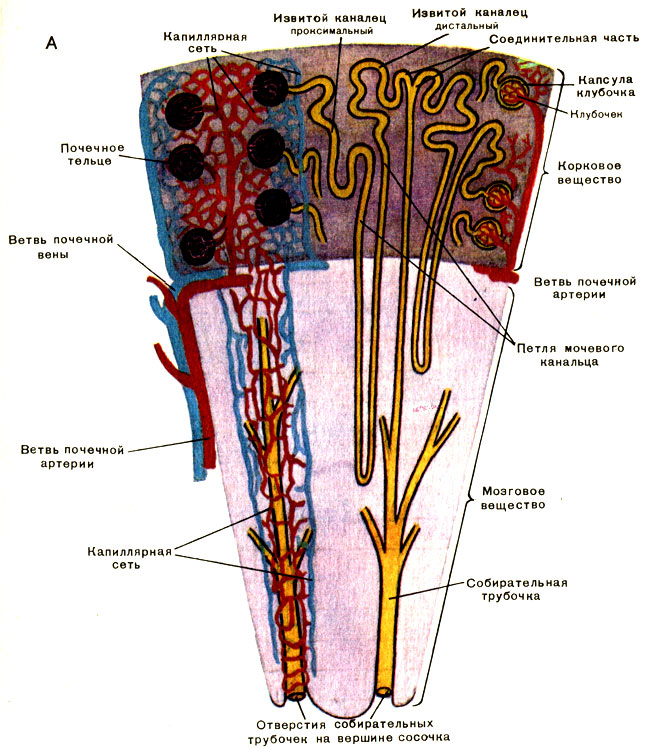 А
Капиллярная
сеть
Извитой каналец
проксимальный
Извитой каналец
дистальный
Соединительная часть
Капсула
клубочка
Клубочек
Почечное
тельце
Корковое
вещество
Ветвь почечной
вены
Ветвь почечной
артерии
Петля мочевого
канальца
Ветвь почечной
артерии
Мозговое
вещество
Капиллярная
сеть
Собирательная
трубочка
Отверстия собирательных
трубочек на вершине сосочка